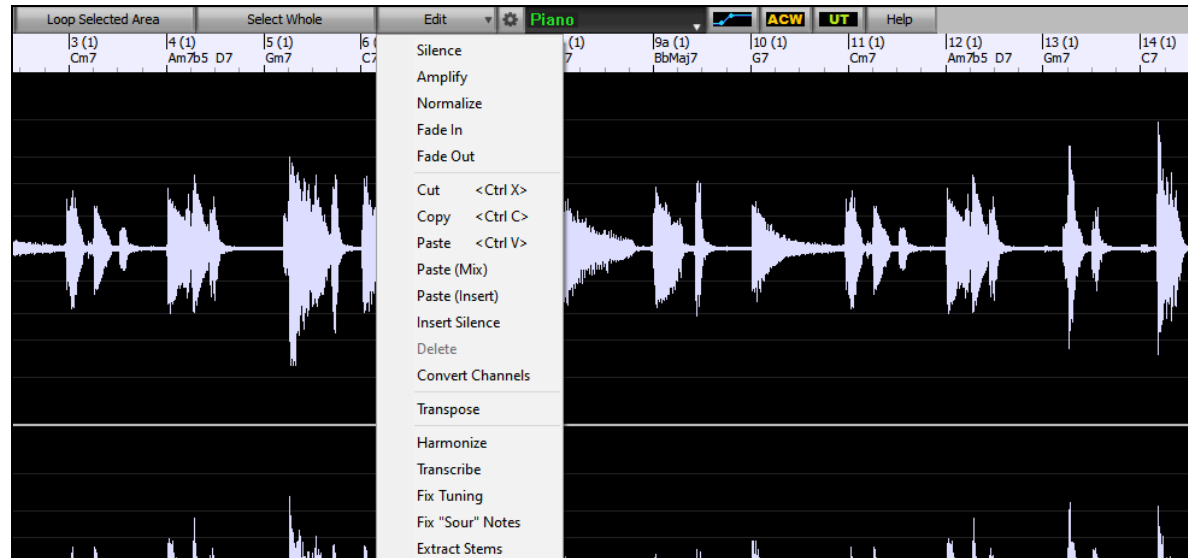 Loop Selected Area Select Whole Edit Piano ACW UT Help
3 (1) 4 (1) 5 (1) 6 (1) 9a (1) 10 (1) 11 (1) 12 (1) 13 (1) 14 (1)
Cm7 Am7b5 D7 Gm7 C7 7 BbMaj7 G7 Cm7 Am7b5 D7 Gm7 C7
Silence
Amplify
Normalize
Fade In
Fade Out
Cut <Ctrl X>
Copy <Ctrl C>
Paste <Ctrl V>
Paste (Mix)
Paste (Insert)
Insert Silence
Delete
Convert Channels
Transpose
Harmonize
Transcribe
Fix Tuning
Fix "Sour" Notes
Extract Stems